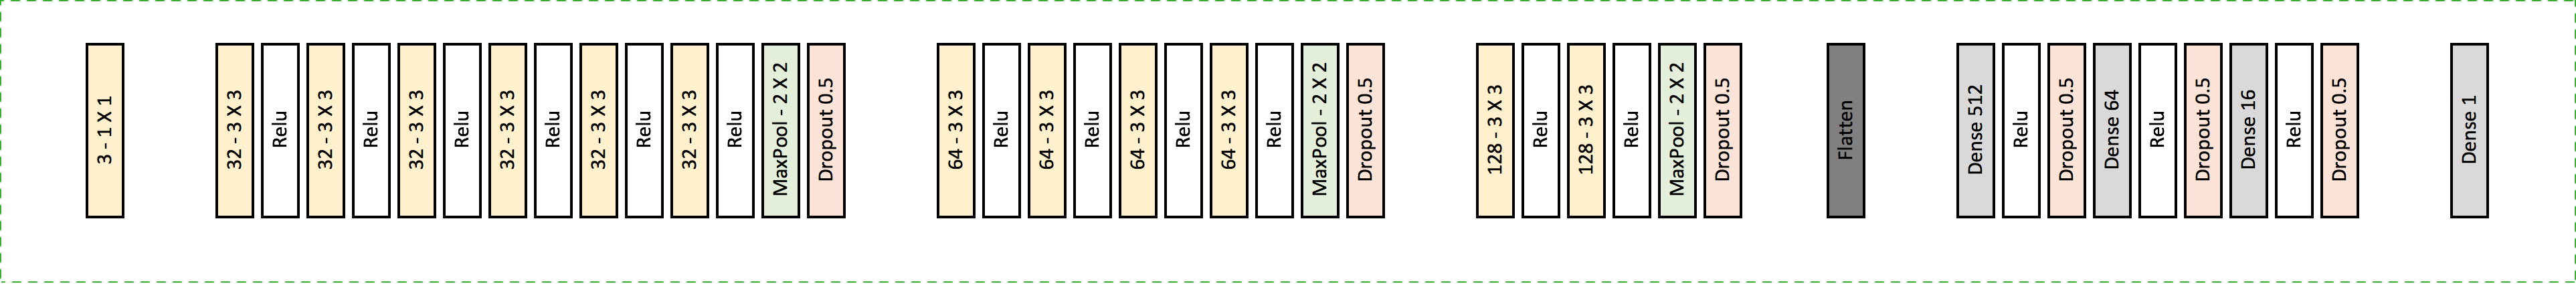 3 - 1 X 1
32 - 3 X 3
Relu
32 - 3 X 3
Relu
32 - 3 X 3
Relu
32 - 3 X 3
Relu
32 - 3 X 3
Relu
32 - 3 X 3
Relu
MaxPool - 2 X 2
Dropout 0.5
64 - 3 X 3
Relu
64 - 3 X 3
Relu
64 - 3 X 3
Relu
64 - 3 X 3
Relu
MaxPool - 2 X 2
Dropout 0.5
128 - 3 X 3
Relu
128 - 3 X 3
Relu
MaxPool - 2 X 2
Dropout 0.5
Flatten
Dense 512
Relu
Dropout 0.5
Dense 64
Relu
Dropout 0.5
Dense 16
Relu
Dropout 0.5
Dense 1